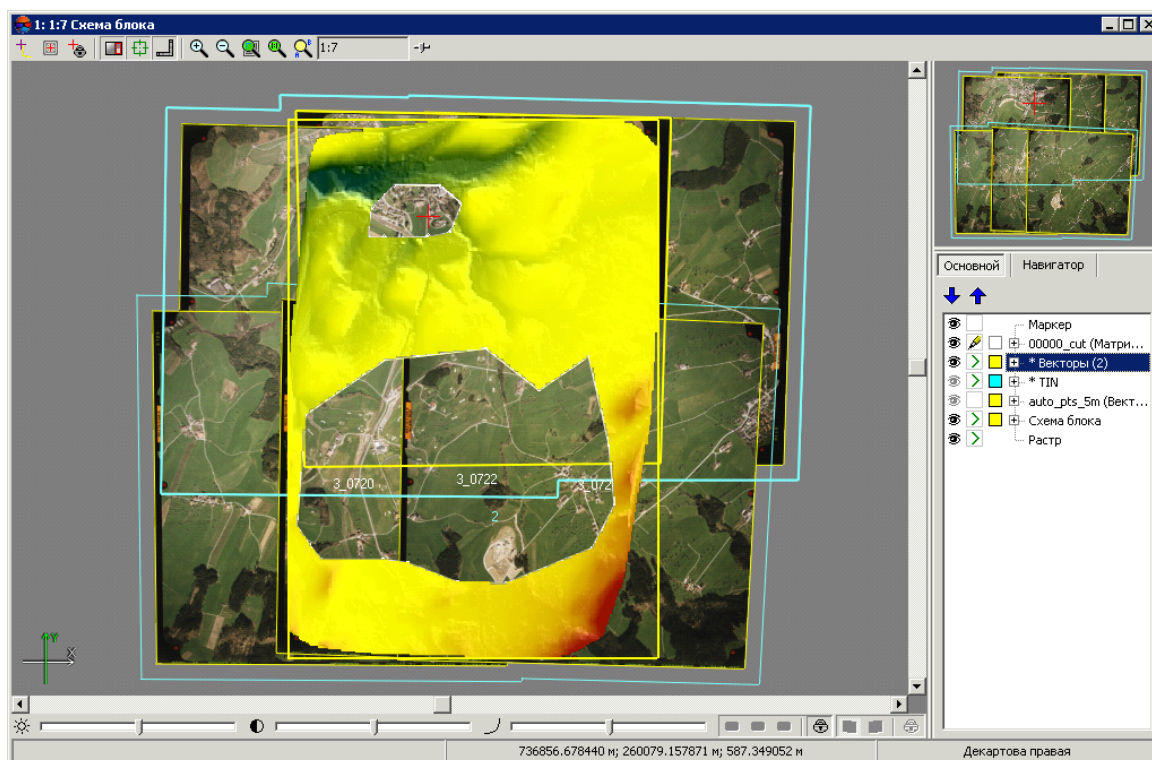 1: 1:7 Схема блока
1:7
Основной
Навигатор
Маркер
00000_cut (Матри...
* Векторы (2)
* TIN
auto_pts_5m (Вект...
Схема блока
Растр
3_0720
3_0722
3_072
2
Y
X
736856.678440 м; 260079.157871 м; 587.349052 м
Декартова правая